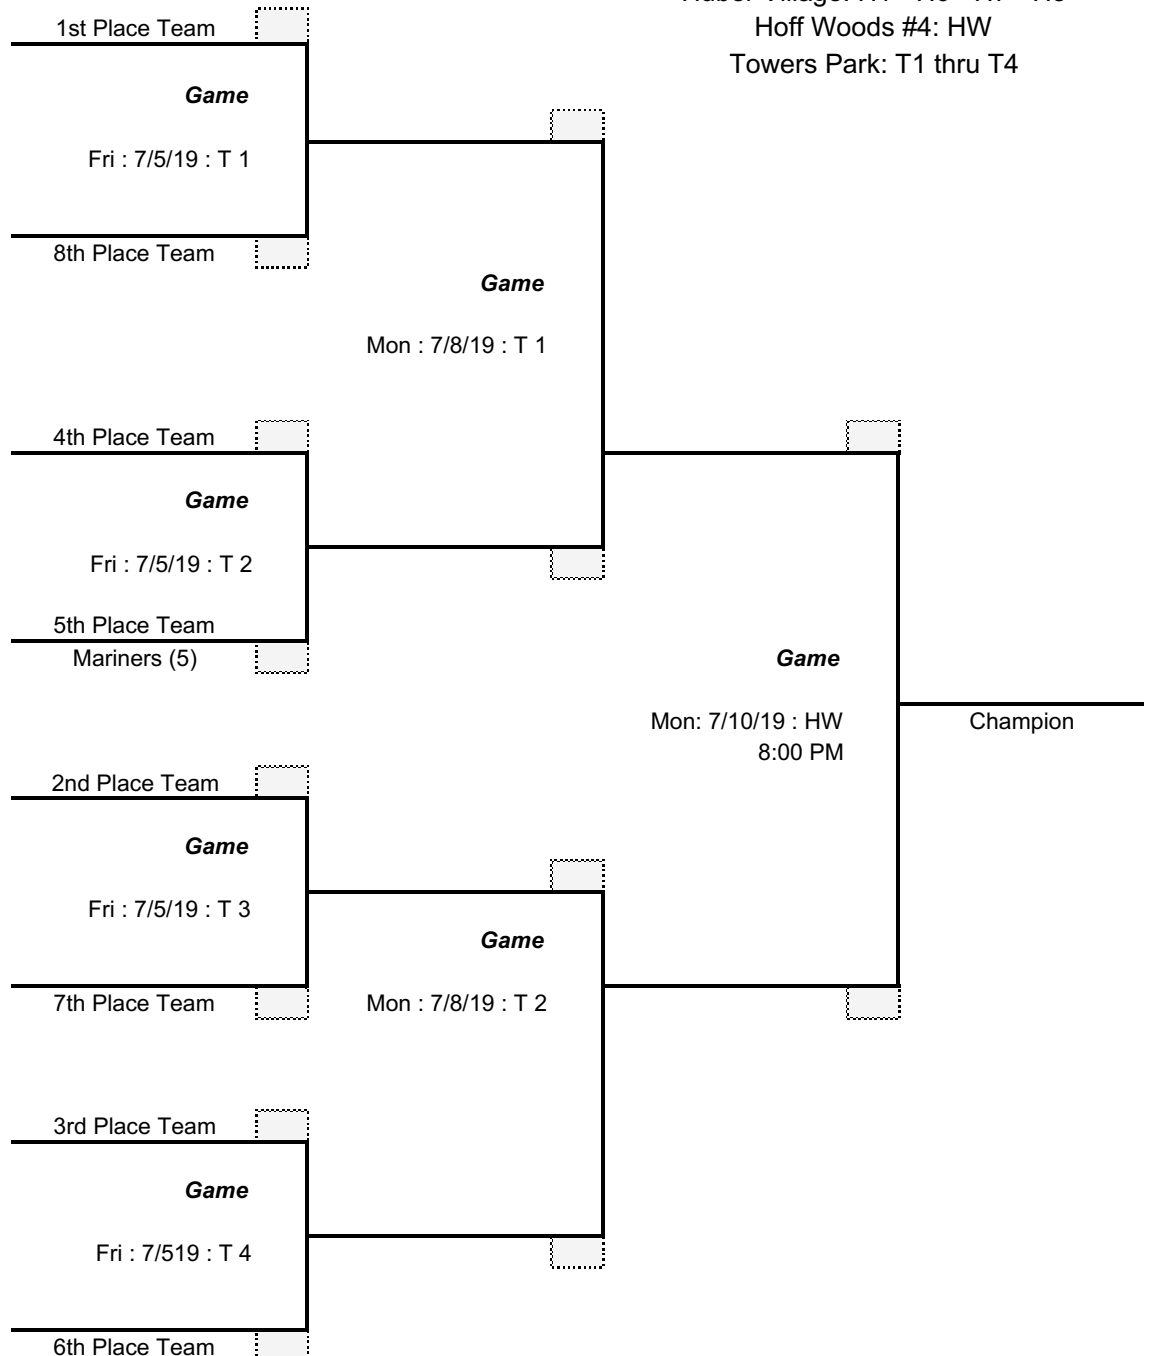 1st Place Team
Hoff Woods #4: HW
Towers Park: T1 thru T4
Game
Fri : 7/5/19 : T 1
8th Place Team
Game
Mon : 7/8/19 : T 1
4th Place Team
Game
Fri : 7/5/19 : T 2
5th Place Team
Mariners (5)
Game
Mon: 7/10/19 : HW
8:00 PM
Champion
2nd Place Team
Game
Fri : 7/5/19 : T 3
Game
7th Place Team
Mon : 7/8/19 : T 2
3rd Place Team
Game
Fri : 7/519 : T 4
6th Place Team